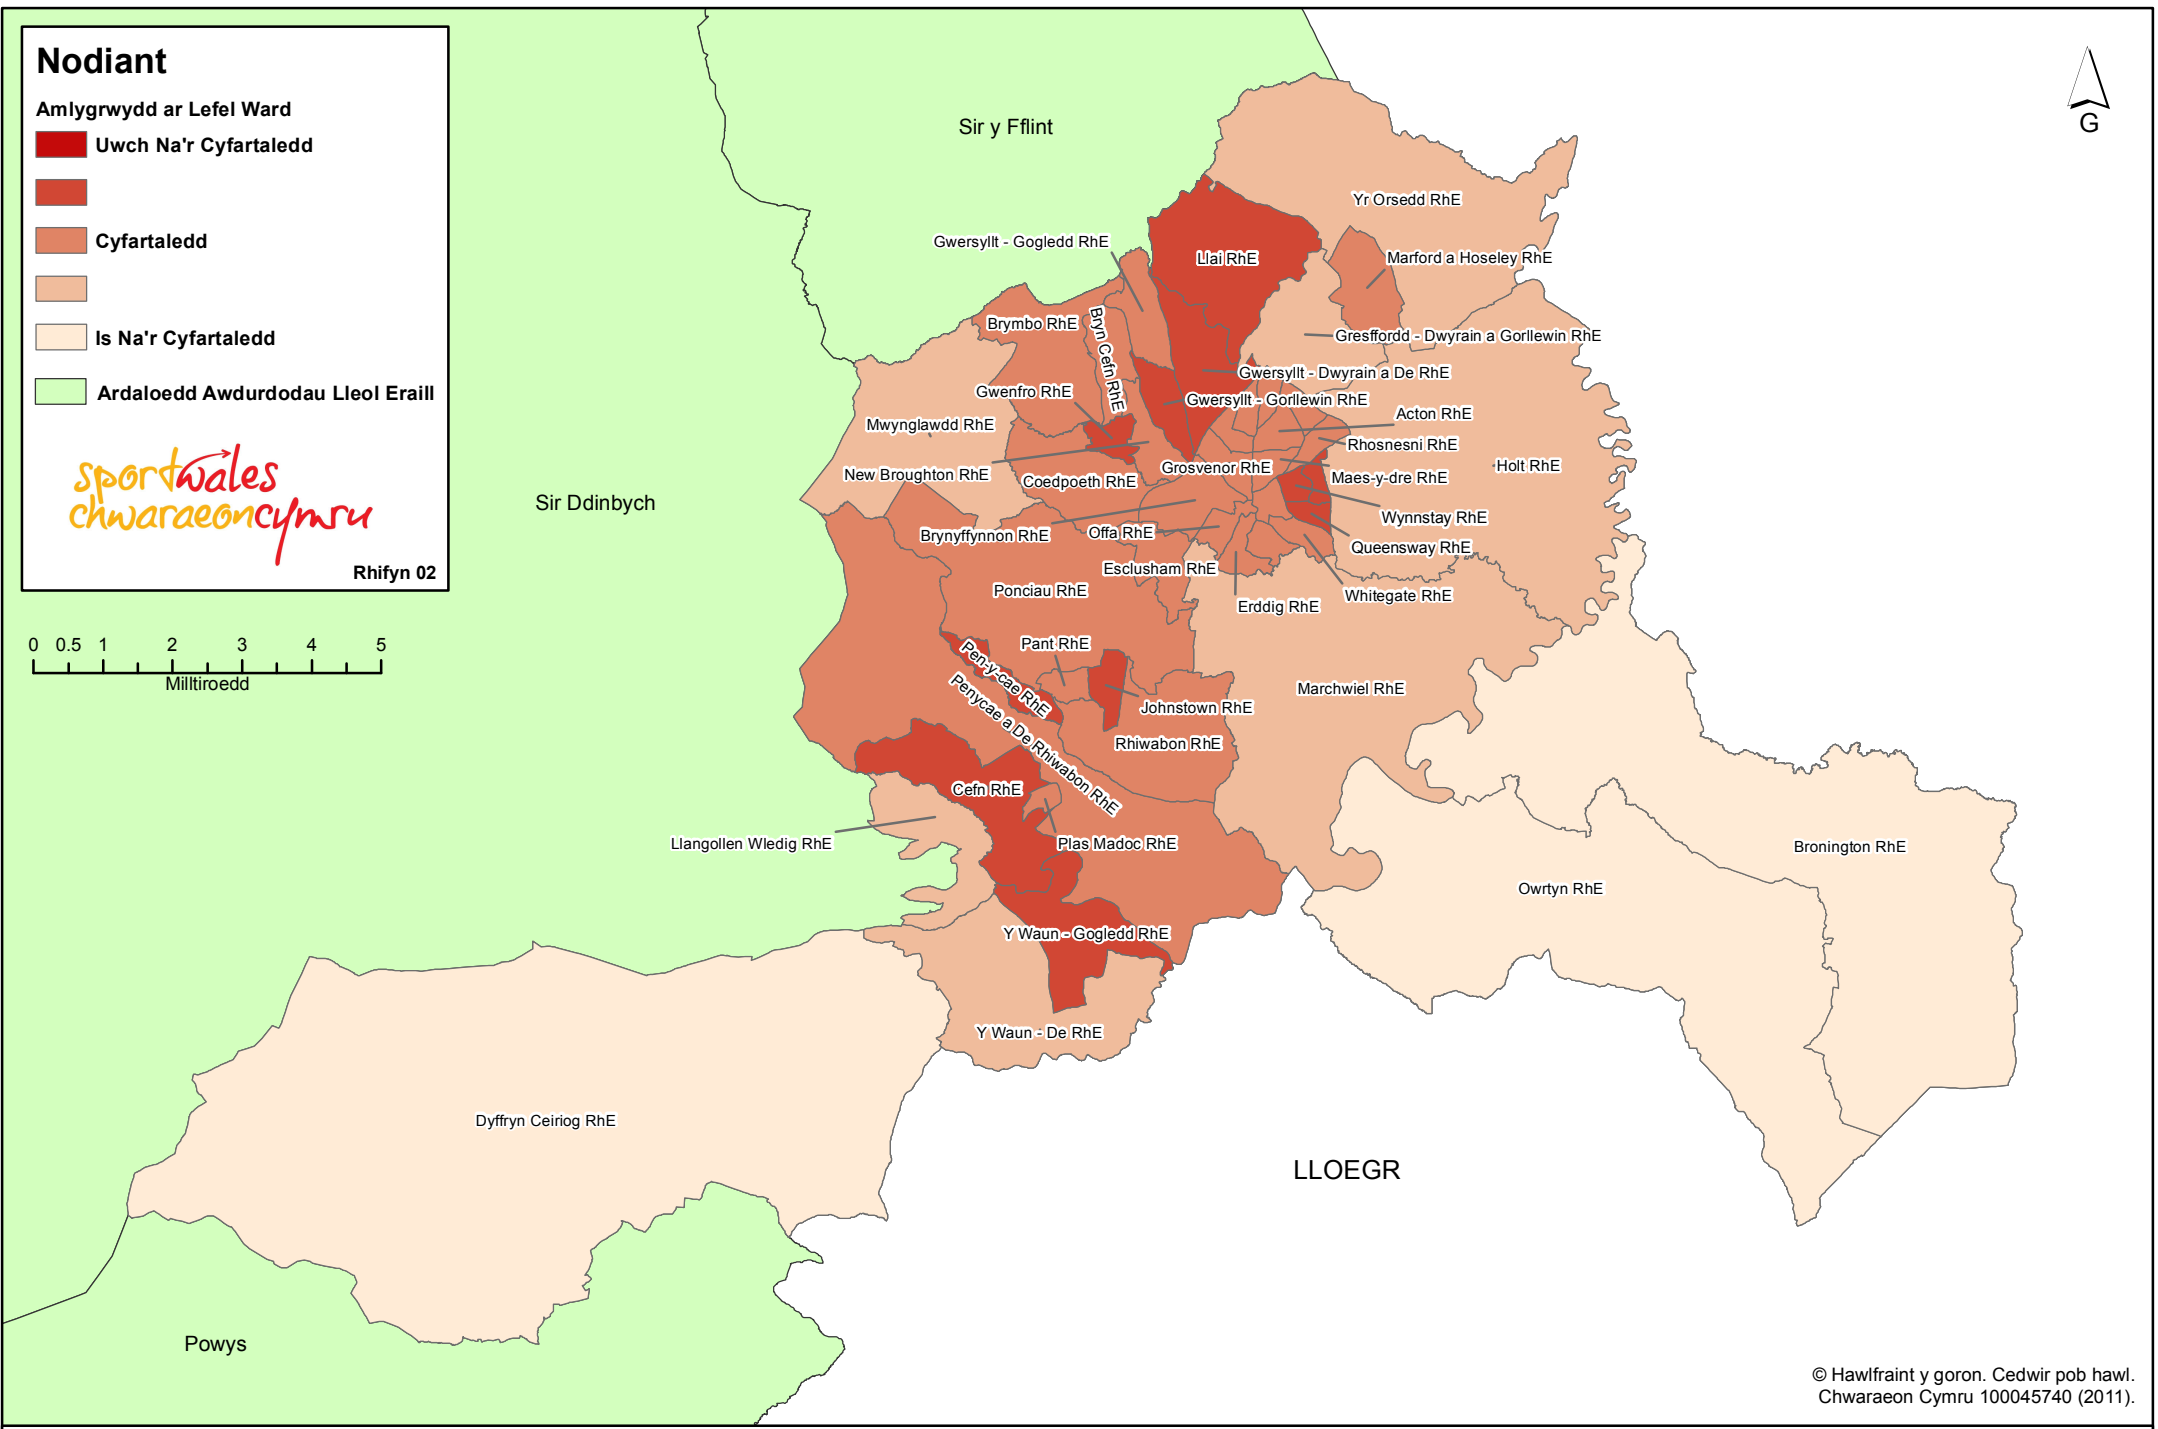 Nodiant
Amlygrwydd ar Lefel Ward
Uwch Na'r Cyfartaledd
Cyfartaledd
Is Na'r Cyfartaledd
Ardaloedd Awdurdodau Lleol Eraill
sportwales
chwaraeoncymru
Rhifyn 02
0 0.5 1 2 3 4 5
Milltiroedd
G
Sir y Fflint
Yr Orsedd RhE
Gwersyllt - Gogledd RhE
Llai RhE
Marford a Hoseley RhE
Brymbo RhE
Bryn Cefn RhE
Gresffordd - Dwyrain a Gorllewin RhE
Gwersyllt - Dwyrain a De RhE
Gwenfro RhE
Gwersyllt - Gorllewin RhE
Acton RhE
Mwynglawdd RhE
Rhosnesni RhE
Holt RhE
Grosvenor RhE
New Broughton RhE
Coedpoeth RhE
Maes-y-dre RhE
Sir Ddinbych
Wynnstay RhE
Brynyffynnon RhE
Offa RhE
Queensway RhE
Esclusham RhE
Ponciau RhE
Whitegate RhE
Erddig RhE
Pant RhE
Pen-y-cae RhE
Marchwiel RhE
Johnstown RhE
Penycae a De Rhiwabon RhE
Rhiwabon RhE
Cefn RhE
Llangollen Wledig RhE
Plas Madoc RhE
Bronington RhE
Owrtyn RhE
Y Waun - Gogledd RhE
Y Waun - De RhE
Dyffryn Ceiriog RhE
LLOEGR
Powys
© Hawlfraint y goron. Cedwir pob hawl.
Chwaraeon Cymru 100045740 (2011).